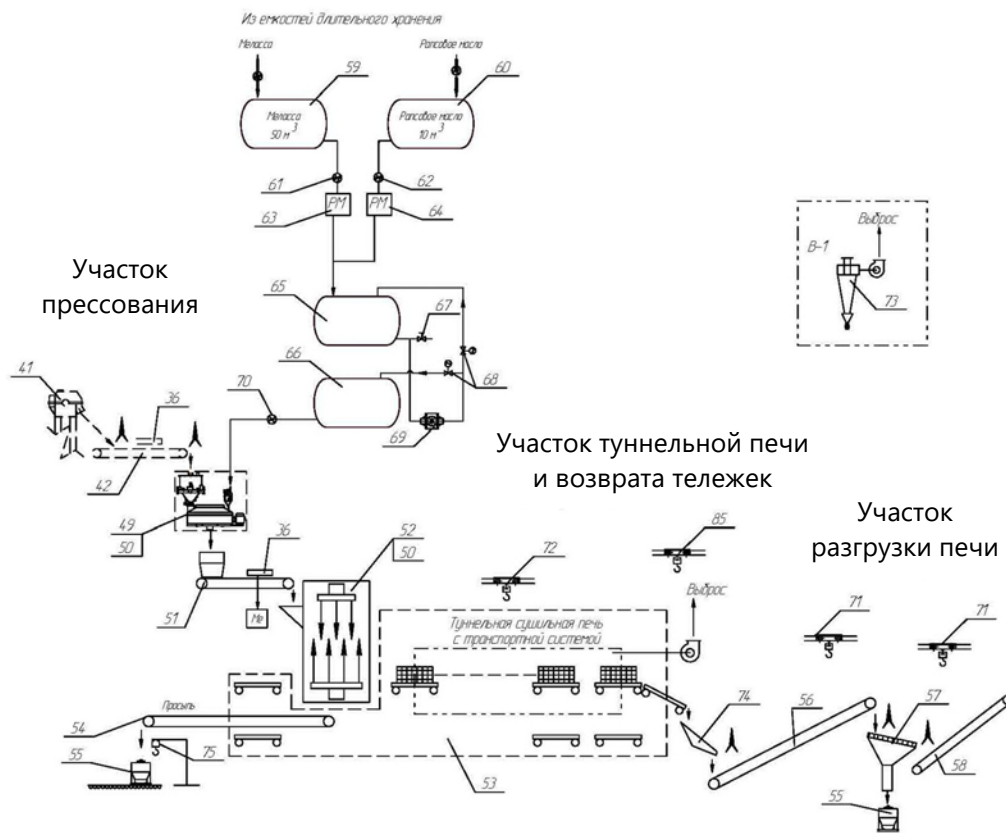 Из емкостей длительного хранения
Меласса
Рапсовое масло
59
60
Меласса
50 м³
Рапсовое масло
10 м³
61
62
РМ
РМ
63
64
Выброс
В-1
73
Участок
прессования
65
67
66
68
70
69
41
36
42
Участок туннельной печи
и возврата тележек
49
50
36
52
50
72
85
Участок
разгрузки печи
51
Ме
Выброс
Туннельная сушильная печь
с транспортной системой
71
71
74
56
57
54
Просыпь
55
75
53
58
55